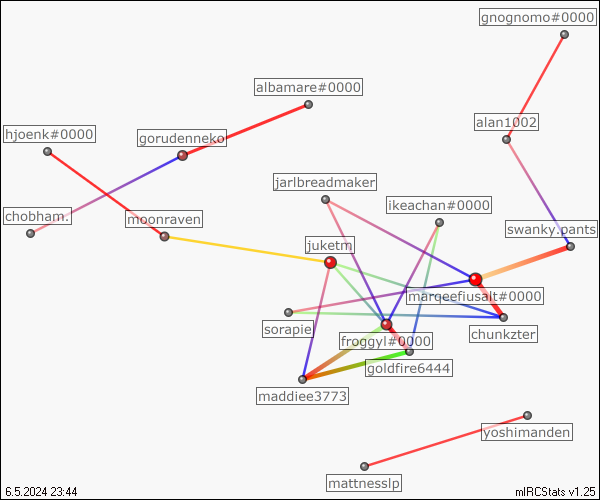 gnognomo#0000
albamare#0000
alan1002
hjoenk#0000
gorudenneko
jarlbreadmaker
ikeachan#0000
chobham.
moonraven
swanky.pants
juketm
margefiusalt#0000
sorapie
chunkzter
froggyl#0000
goldfire6444
maddiee3773
yoshimanden
mattnesslp
6.5.2024 23:44
mIRCStats v1.25